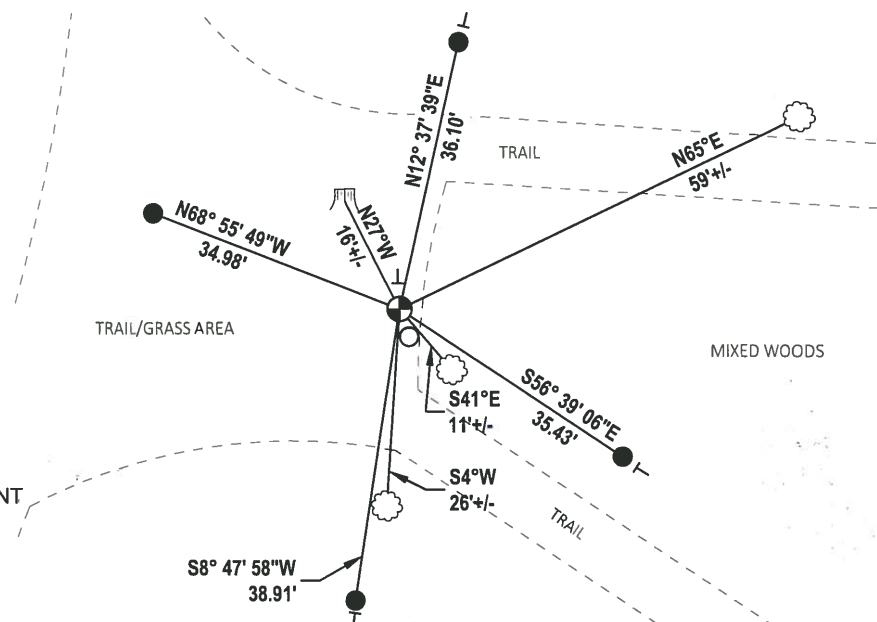 N12° 37' 39"E
36.10'
TRAIL
N65°E
59'+/-
N68° 55' 49"W
34.98'
N27°W
16'+/-
TRAIL/GRASS AREA
MIXED WOODS
S41°E
11'+/-
S56° 39' 06"E
35.43'
S4°W
26'+/-
NT
TRAIL
S8° 47' 58"W
38.91'